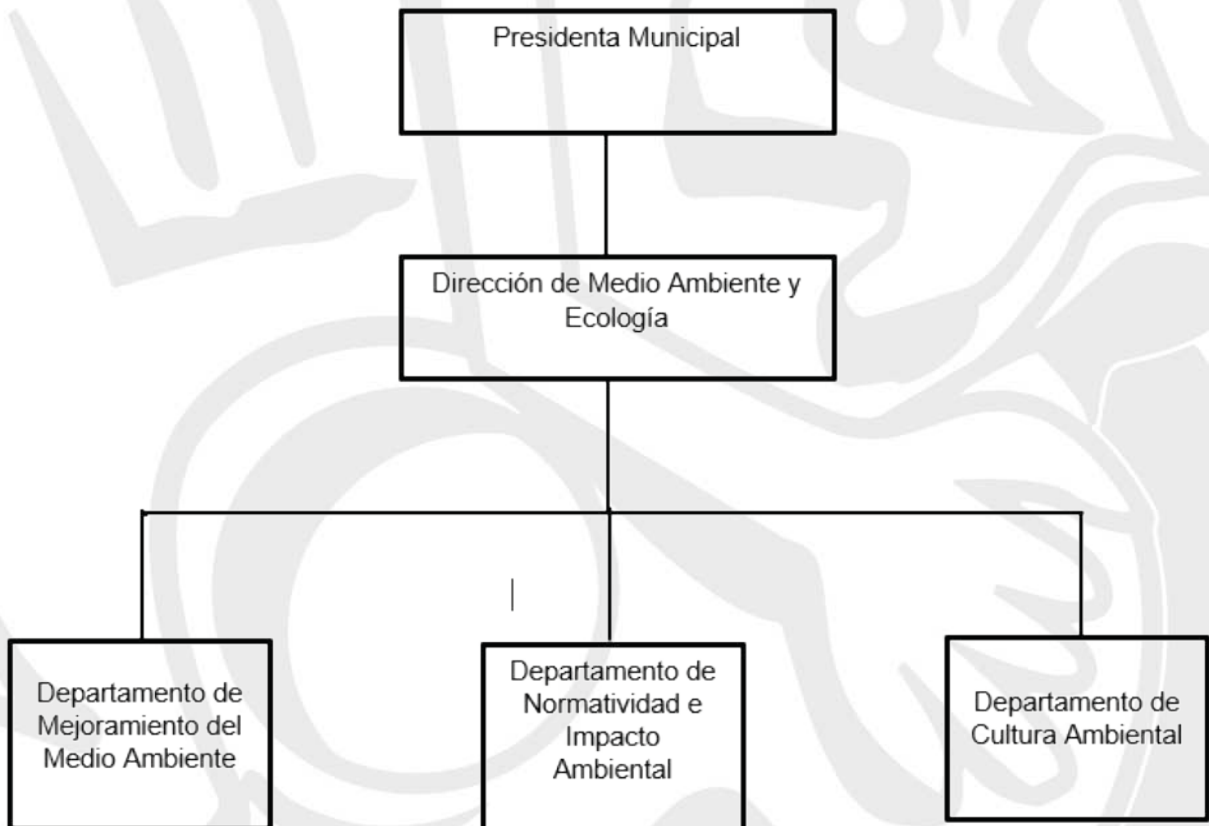 Presidenta Municipal
Dirección de Medio Ambiente y
Ecología
Departamento de
Mejoramiento del
Medio Ambiente
Departamento de
Normatividad e
Impacto
Ambiental
Departamento de
Cultura Ambiental